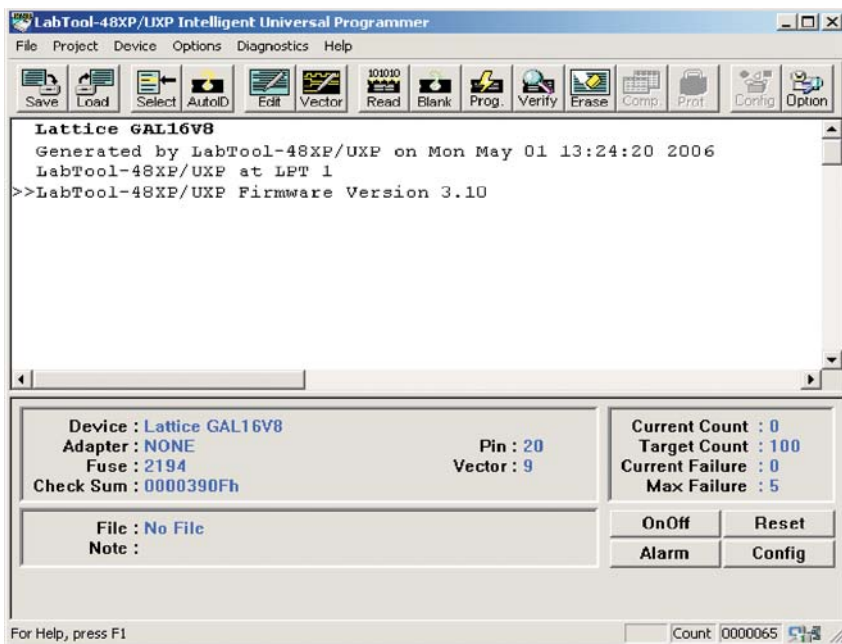 LabTool-48XP/UXP Intelligent Universal Programmer
File Project Device Options Diagnostics Help
Save Load Select AutoID Edit Vector Read Blank Prog. Verify Erase Comp. Prot. Config Option
101010
Lattice GAL16V8
Generated by LabTool-48XP/UXP on Mon May 01 13:24:20 2006
LabTool-48XP/UXP at LPT 1
>>LabTool-48XP/UXP Firmware Version 3.10
Device : Lattice GAL16V8
Adapter : NONE Pin : 20
Fuse : 2194 Vector : 9
Check Sum : 0000390Fh
Current Count : 0
Target Count : 100
Current Failure : 0
Max Failure : 5
File : No File
Note :
OnOff Reset
Alarm Config
For Help, press F1 Count 0000065